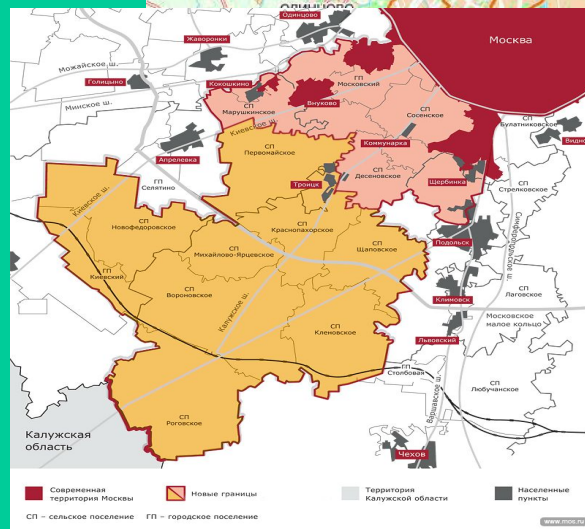 ОДИНЦОВО
Одинцово
Москва
Жаворонки
Можайское ш.
Голицыно
Минское ш.
Кокошкино
ГП
Московский
СП
Марушкинское
Внуково
СП
Сосенское
СП
Булатниковское
Видно
Киевское ш.
Коммунарка
СП
Первомайское
Апрелевка
Троицк
СП
Десеновское
Щербинка
СП
Стрелковское
ГП
Селятино
Киевское ш.
СП
Новофедоровское
СП
Краснопахорское
СП
Михайлово-Ярцевское
СП
Щаповское
Подольск
Симферопольское ш.
ГП
Киевский
СП
Вороновское
Калужское ш.
Климовск
СП
Лаговское
Московское
малое кольцо
СП
Кленовское
Львовский
ГП
Столбовая
СП
Любучанское
Варшавское ш.
СП
Роговское
Калужская
область
Чехов
Современная
территория Москвы
Новые границы
Территория
Калужской области
Населенные
пункты
СП – сельское поселение ГП – городское поселение
www.mos.ru